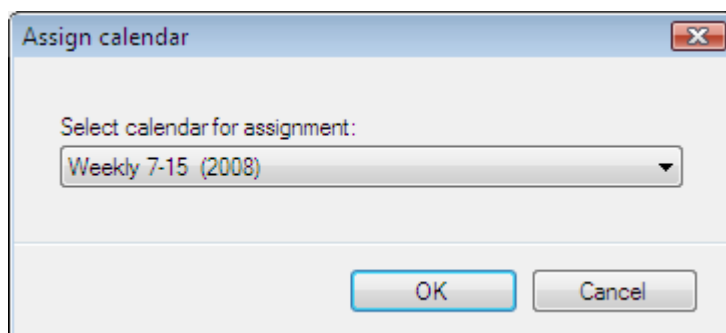 Assign calendar
Select calendar for assignment:
Weekly 7-15 (2008)
OK
Cancel